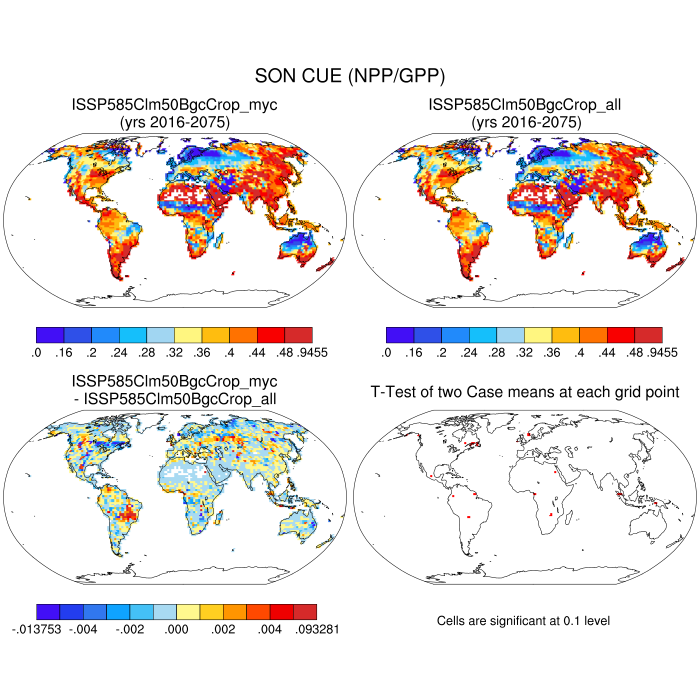 SON CUE (NPP/GPP)
ISSP585Clm50BgcCrop_myc
(yrs 2016-2075)
ISSP585Clm50BgcCrop_all
(yrs 2016-2075)
.0 .16 .2 .24 .28 .32 .36 .4 .44 .48 .9455
.0 .16 .2 .24 .28 .32 .36 .4 .44 .48 .9455
ISSP585Clm50BgcCrop_myc
- ISSP585Clm50BgcCrop_all
T-Test of two Case means at each grid point
-.013753 -.004 -.002 .000 .002 .004 .093281
Cells are significant at 0.1 level